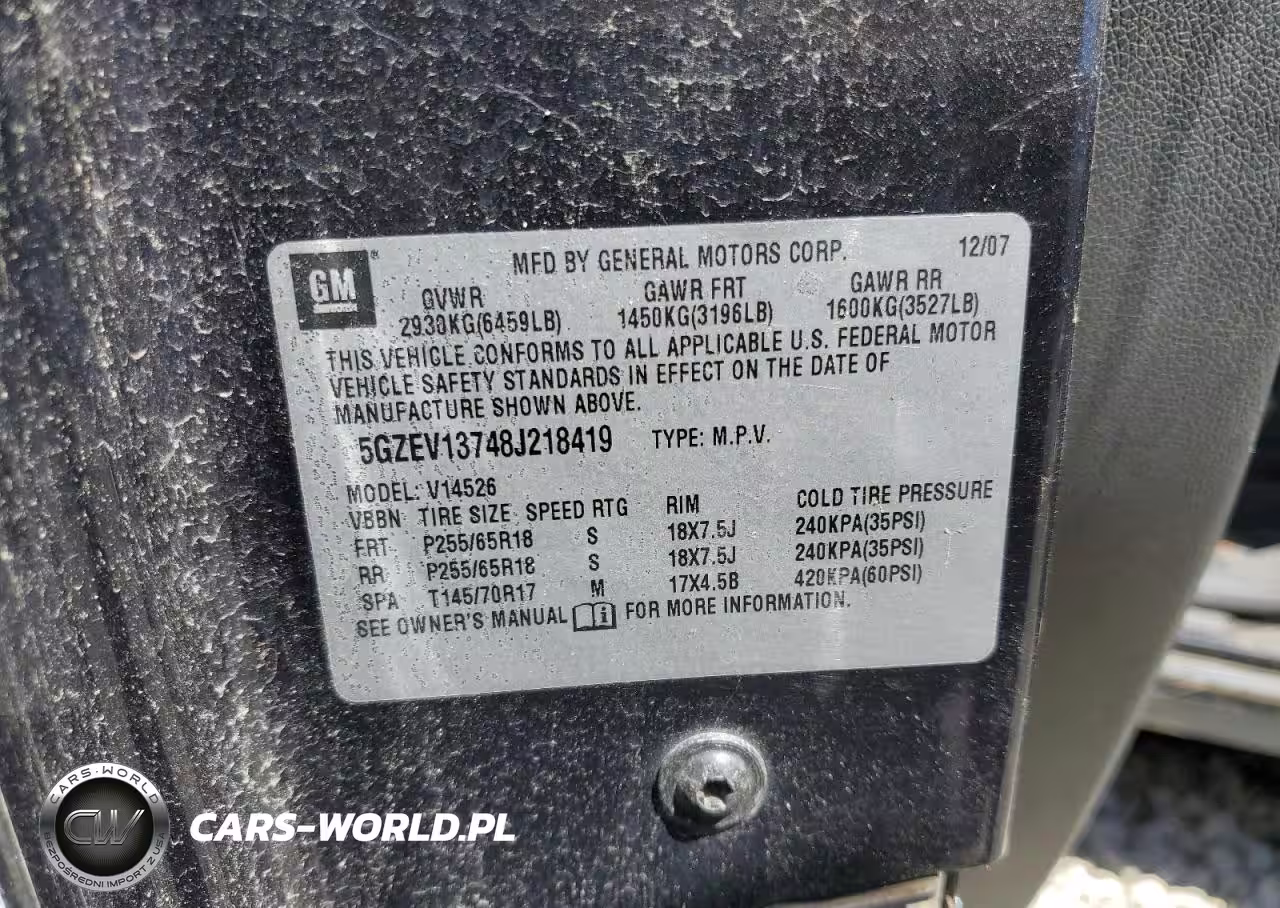 GM ®
MFD BY GENERAL MOTORS CORP. 12/07
GVWR GAWR FRT GAWR RR
2930KG(6459LB) 1450KG(3196LB) 1600KG(3527LB)
THIS VEHICLE CONFORMS TO ALL APPLICABLE U.S. FEDERAL MOTOR
VEHICLE SAFETY STANDARDS IN EFFECT ON THE DATE OF
MANUFACTURE SHOWN ABOVE.
5GZEV13748J218419 TYPE: M.P.V.
MODEL: V14526
VBBN TIRE SIZE SPEED RTG RIM COLD TIRE PRESSURE
FRT P255/65R18 S 18X7.5J 240KPA(35PSI)
RR P255/65R18 S 18X7.5J 240KPA(35PSI)
SPA T145/70R17 M 17X4.5B 420KPA(60PSI)
SEE OWNER'S MANUAL i FOR MORE INFORMATION.
CARS-WORLD
CW
BEZPOŚREDNI IMPORT Z USA
CARS-WORLD.PL